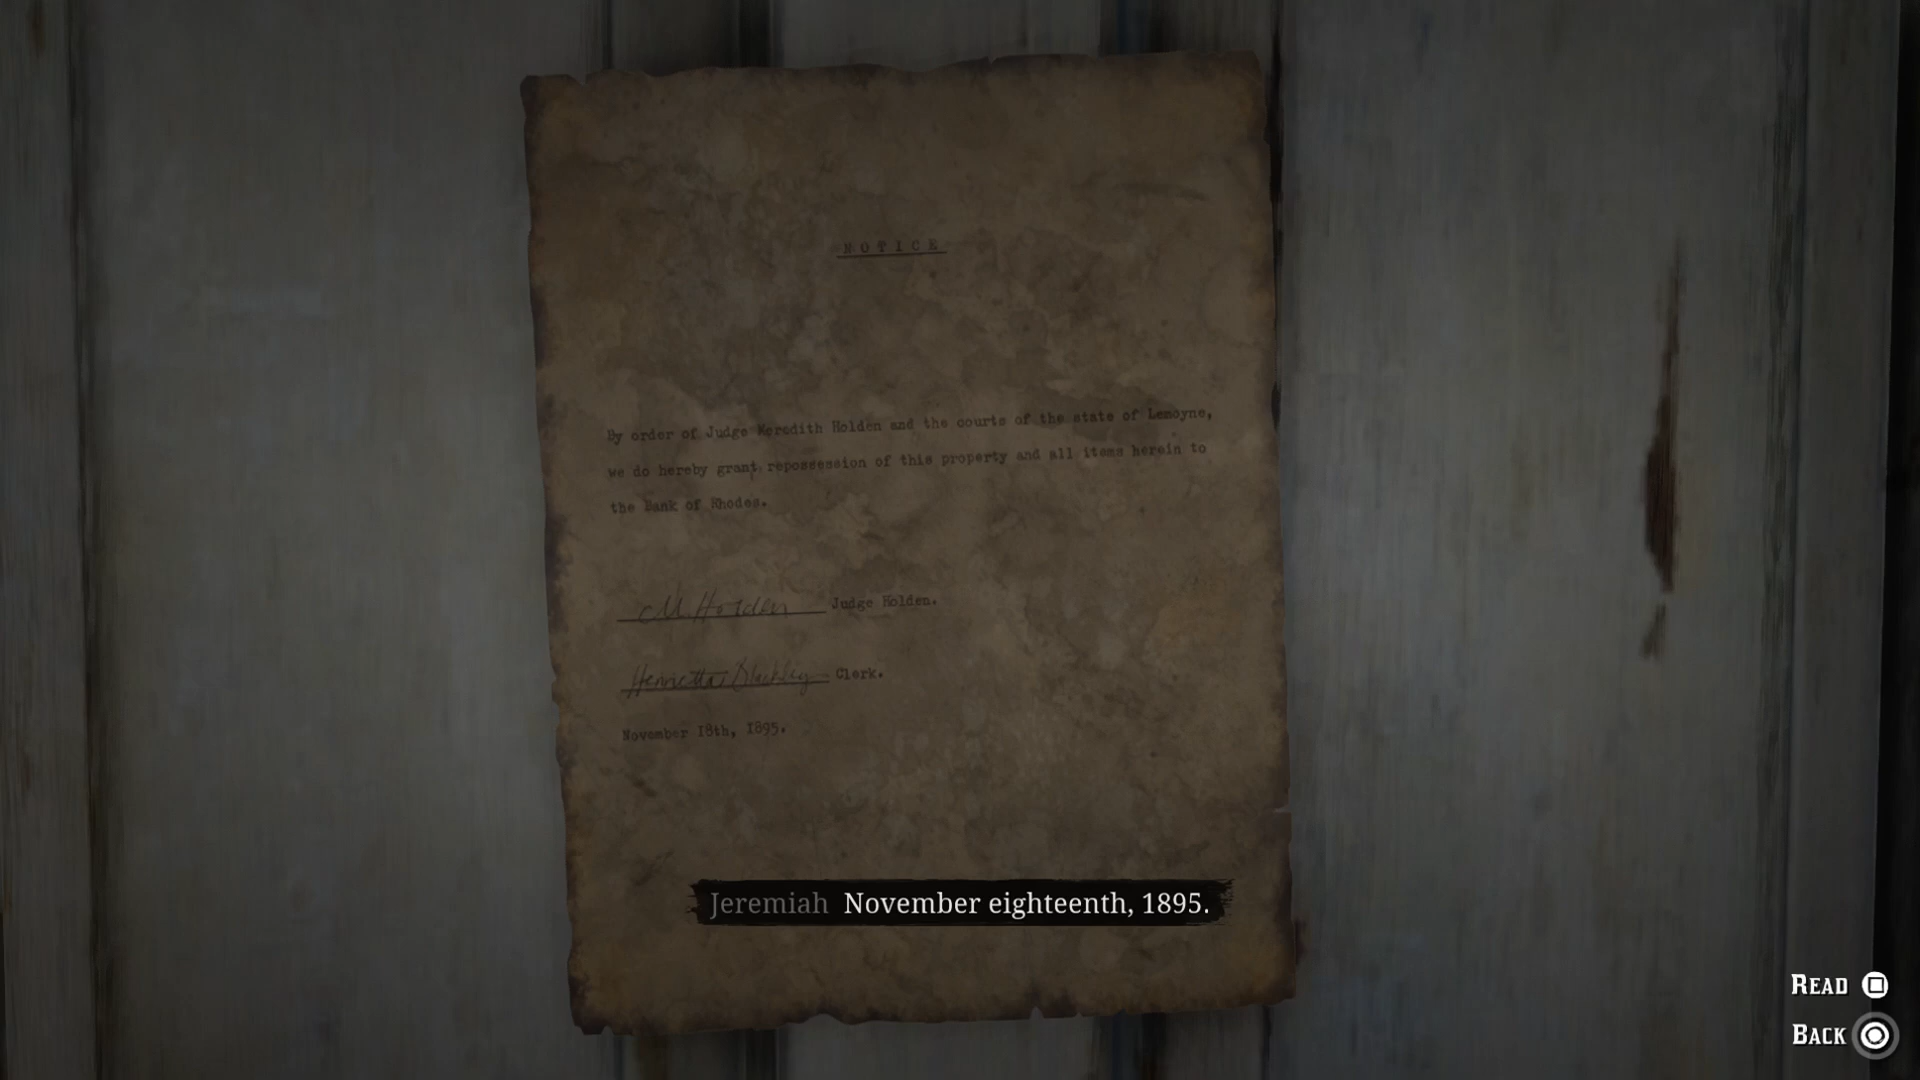 NOTICE
By order of Judge Meredith Holden and the courts of the state of Lemoyne,
we do hereby grant repossession of this property and all items herein to
the Bank of Rhodes.
M. Holden Judge Holden.
Henrietta Clerk.
November 18th, 1895.
Jeremiah November eighteenth, 1895.
READ
BACK